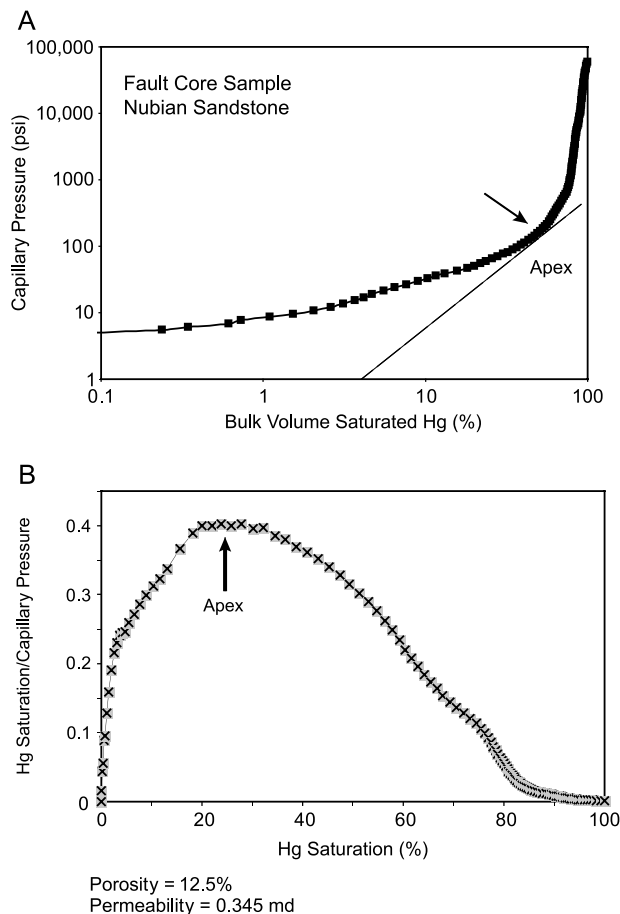 A
100,000
10,000
1000
100
10
1
Capillary Pressure (psi)
Fault Core Sample
Nubian Sandstone
Apex
0.1
1
10
100
Bulk Volume Saturated Hg (%)
B
0.4
0.3
0.2
0.1
0
Hg Saturation/Capillary Pressure
Apex
0
20
40
60
80
100
Hg Saturation (%)
Porosity = 12.5%
Permeability = 0.345 md